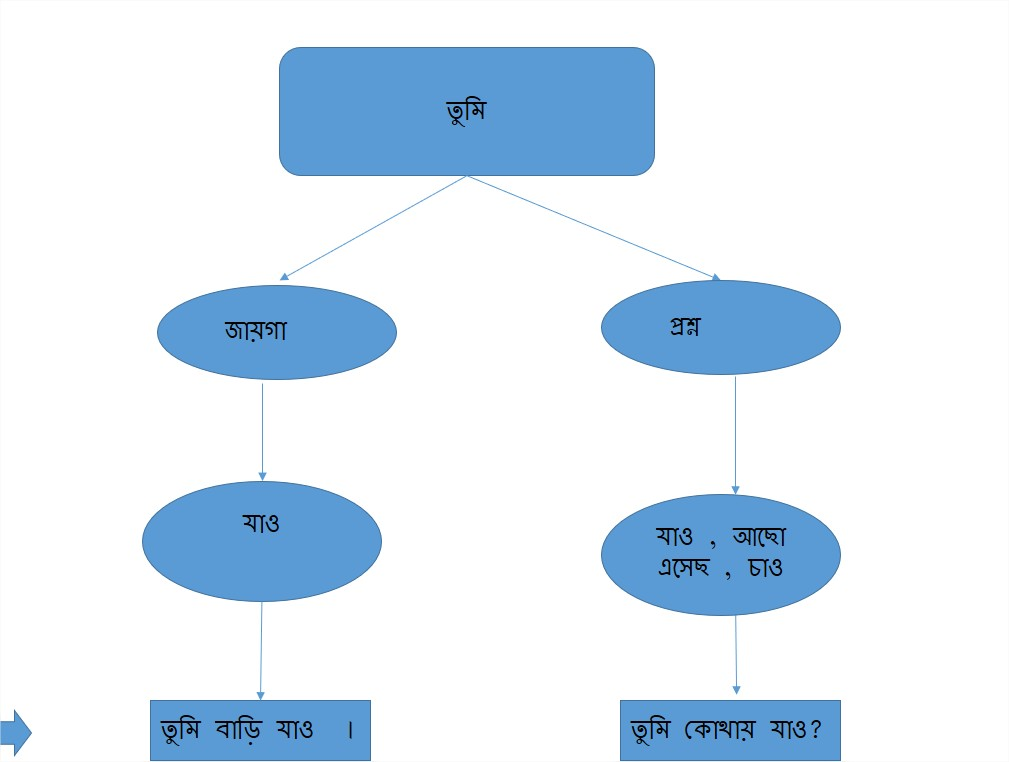 তুমি
জায়গা
প্রশ্ন
যাও
যাও , আছো
এসেছ , চাও
তুমি বাড়ি যাও ।
তুমি কোথায় যাও?